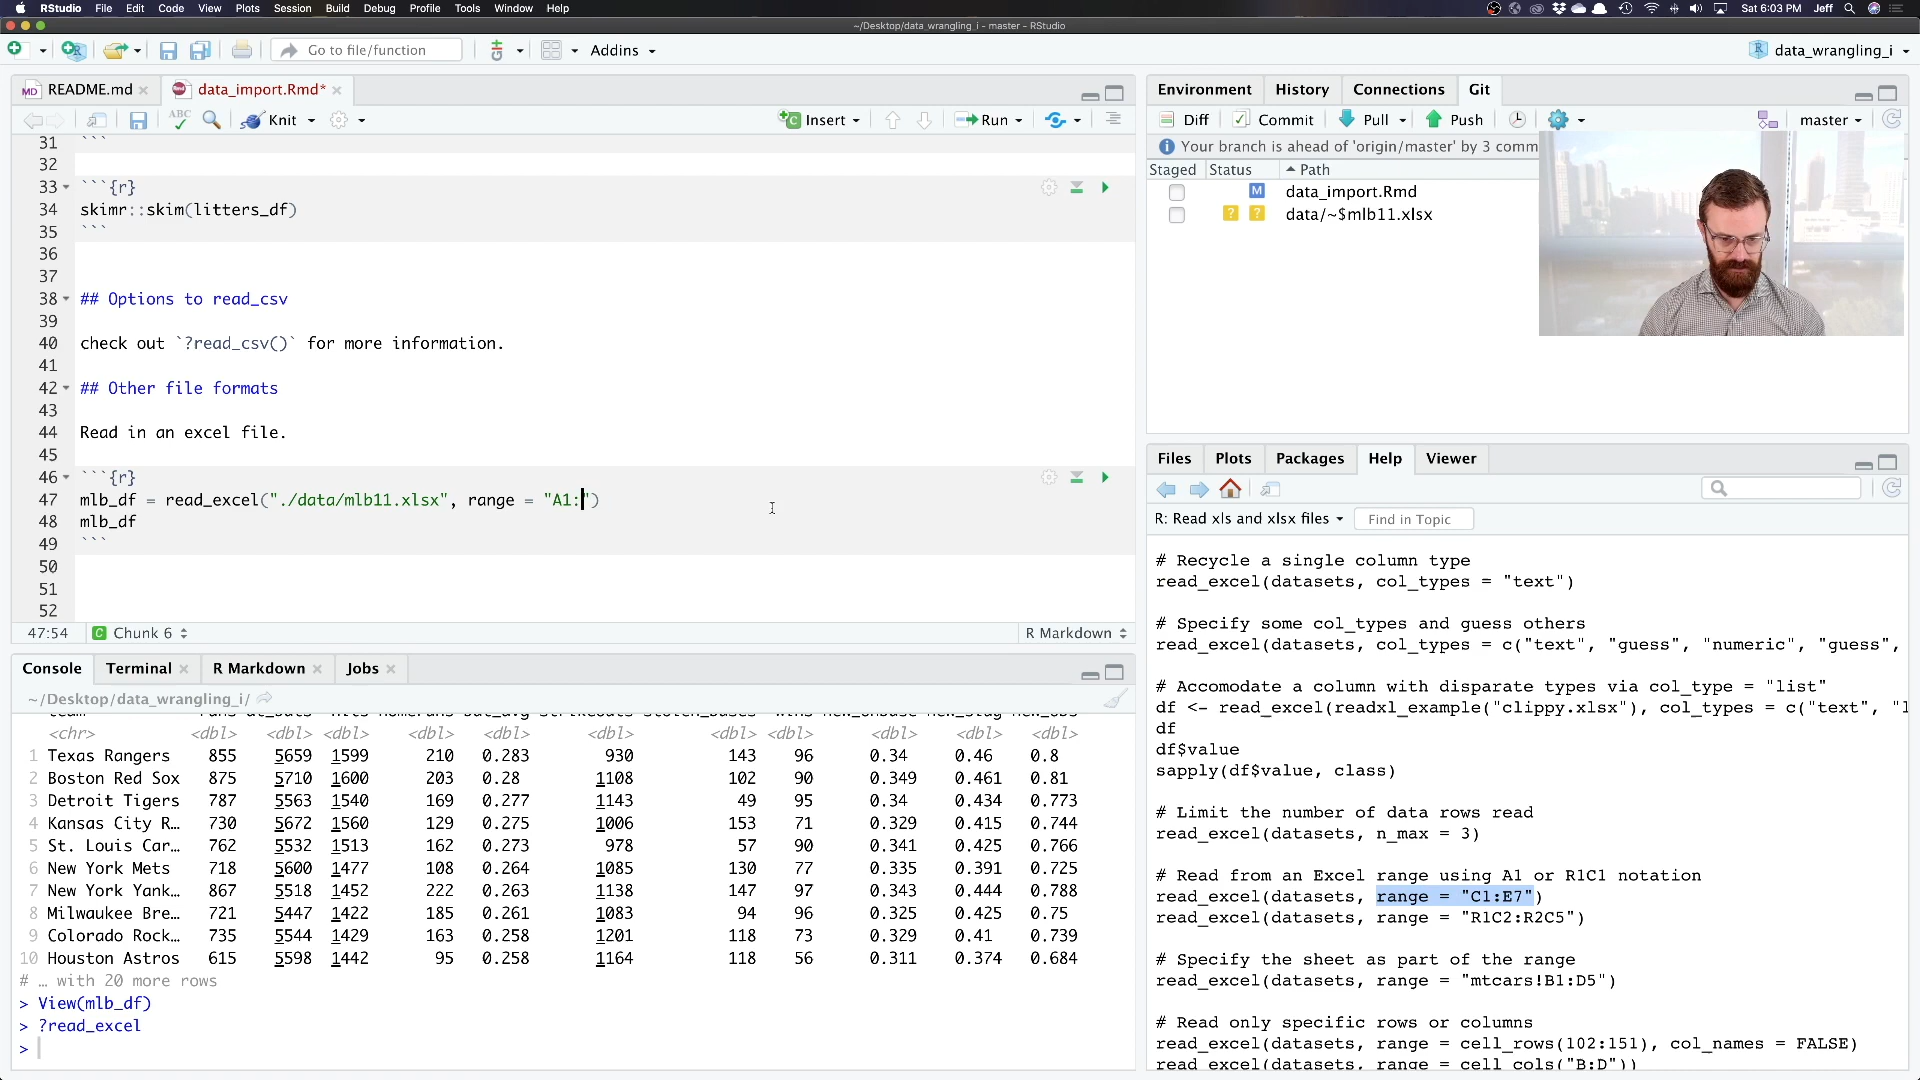 RStudio File Edit Code View Plots Session Build Debug Profile Tools Window Help Sat 6:03 PM Jeff
~/Desktop/data_wrangling_i - master - RStudio
Go to file/function Addins data_wrangling_i
README.md data_import.Rmd*
ABC Knit Insert Run
31 ```
32
33 ```{r}
34 skimr::skim(litters_df)
35 ```
36
37
38 ## Options to read_csv
39
40 check out `?read_csv()` for more information.
41
42 ## Other file formats
43
44 Read in an excel file.
45
46 ```{r}
47 mlb_df = read_excel("./data/mlb11.xlsx", range = "A1:")
48 mlb_df
49 ```
50
51
52
47:54 Chunk 6 R Markdown
Console Terminal R Markdown Jobs
~/Desktop/data_wrangling_i/
<chr> <dbl> <dbl> <dbl> <dbl> <dbl> <dbl> <dbl> <dbl> <dbl> <dbl> <dbl>
1 Texas Rangers 855 5659 1599 210 0.283 930 143 96 0.34 0.46 0.8
2 Boston Red Sox 875 5710 1600 203 0.28 1108 102 90 0.349 0.461 0.81
3 Detroit Tigers 787 5563 1540 169 0.277 1143 49 95 0.34 0.434 0.773
4 Kansas City R… 730 5672 1560 129 0.275 1006 153 71 0.329 0.415 0.744
5 St. Louis Car… 762 5532 1513 162 0.273 978 57 90 0.341 0.425 0.766
6 New York Mets 718 5600 1477 108 0.264 1085 130 77 0.335 0.391 0.725
7 New York Yank… 867 5518 1452 222 0.263 1138 147 97 0.343 0.444 0.788
8 Milwaukee Bre… 721 5447 1422 185 0.261 1083 94 96 0.325 0.425 0.75
9 Colorado Rock… 735 5544 1429 163 0.258 1201 118 73 0.329 0.41 0.739
10 Houston Astros 615 5598 1442 95 0.258 1164 118 56 0.311 0.374 0.684
# … with 20 more rows
> View(mlb_df)
> ?read_excel
>
Environment History Connections Git
Diff Commit Pull Push master
Your branch is ahead of 'origin/master' by 3 comm
Staged Status Path
M data_import.Rmd
? ? data/~$mlb11.xlsx
Files Plots Packages Help Viewer
R: Read xls and xlsx files Find in Topic
# Recycle a single column type
read_excel(datasets, col_types = "text")
# Specify some col_types and guess others
read_excel(datasets, col_types = c("text", "guess", "numeric", "guess",
# Accomodate a column with disparate types via col_type = "list"
df <- read_excel(readxl_example("clippy.xlsx"), col_types = c("text", "l
df
df$value
sapply(df$value, class)
# Limit the number of data rows read
read_excel(datasets, n_max = 3)
# Read from an Excel range using A1 or R1C1 notation
read_excel(datasets, range = "C1:E7")
read_excel(datasets, range = "R1C2:R2C5")
# Specify the sheet as part of the range
read_excel(datasets, range = "mtcars!B1:D5")
# Read only specific rows or columns
read_excel(datasets, range = cell_rows(102:151), col_names = FALSE)
read_excel(datasets, range = cell_cols("B:D"))